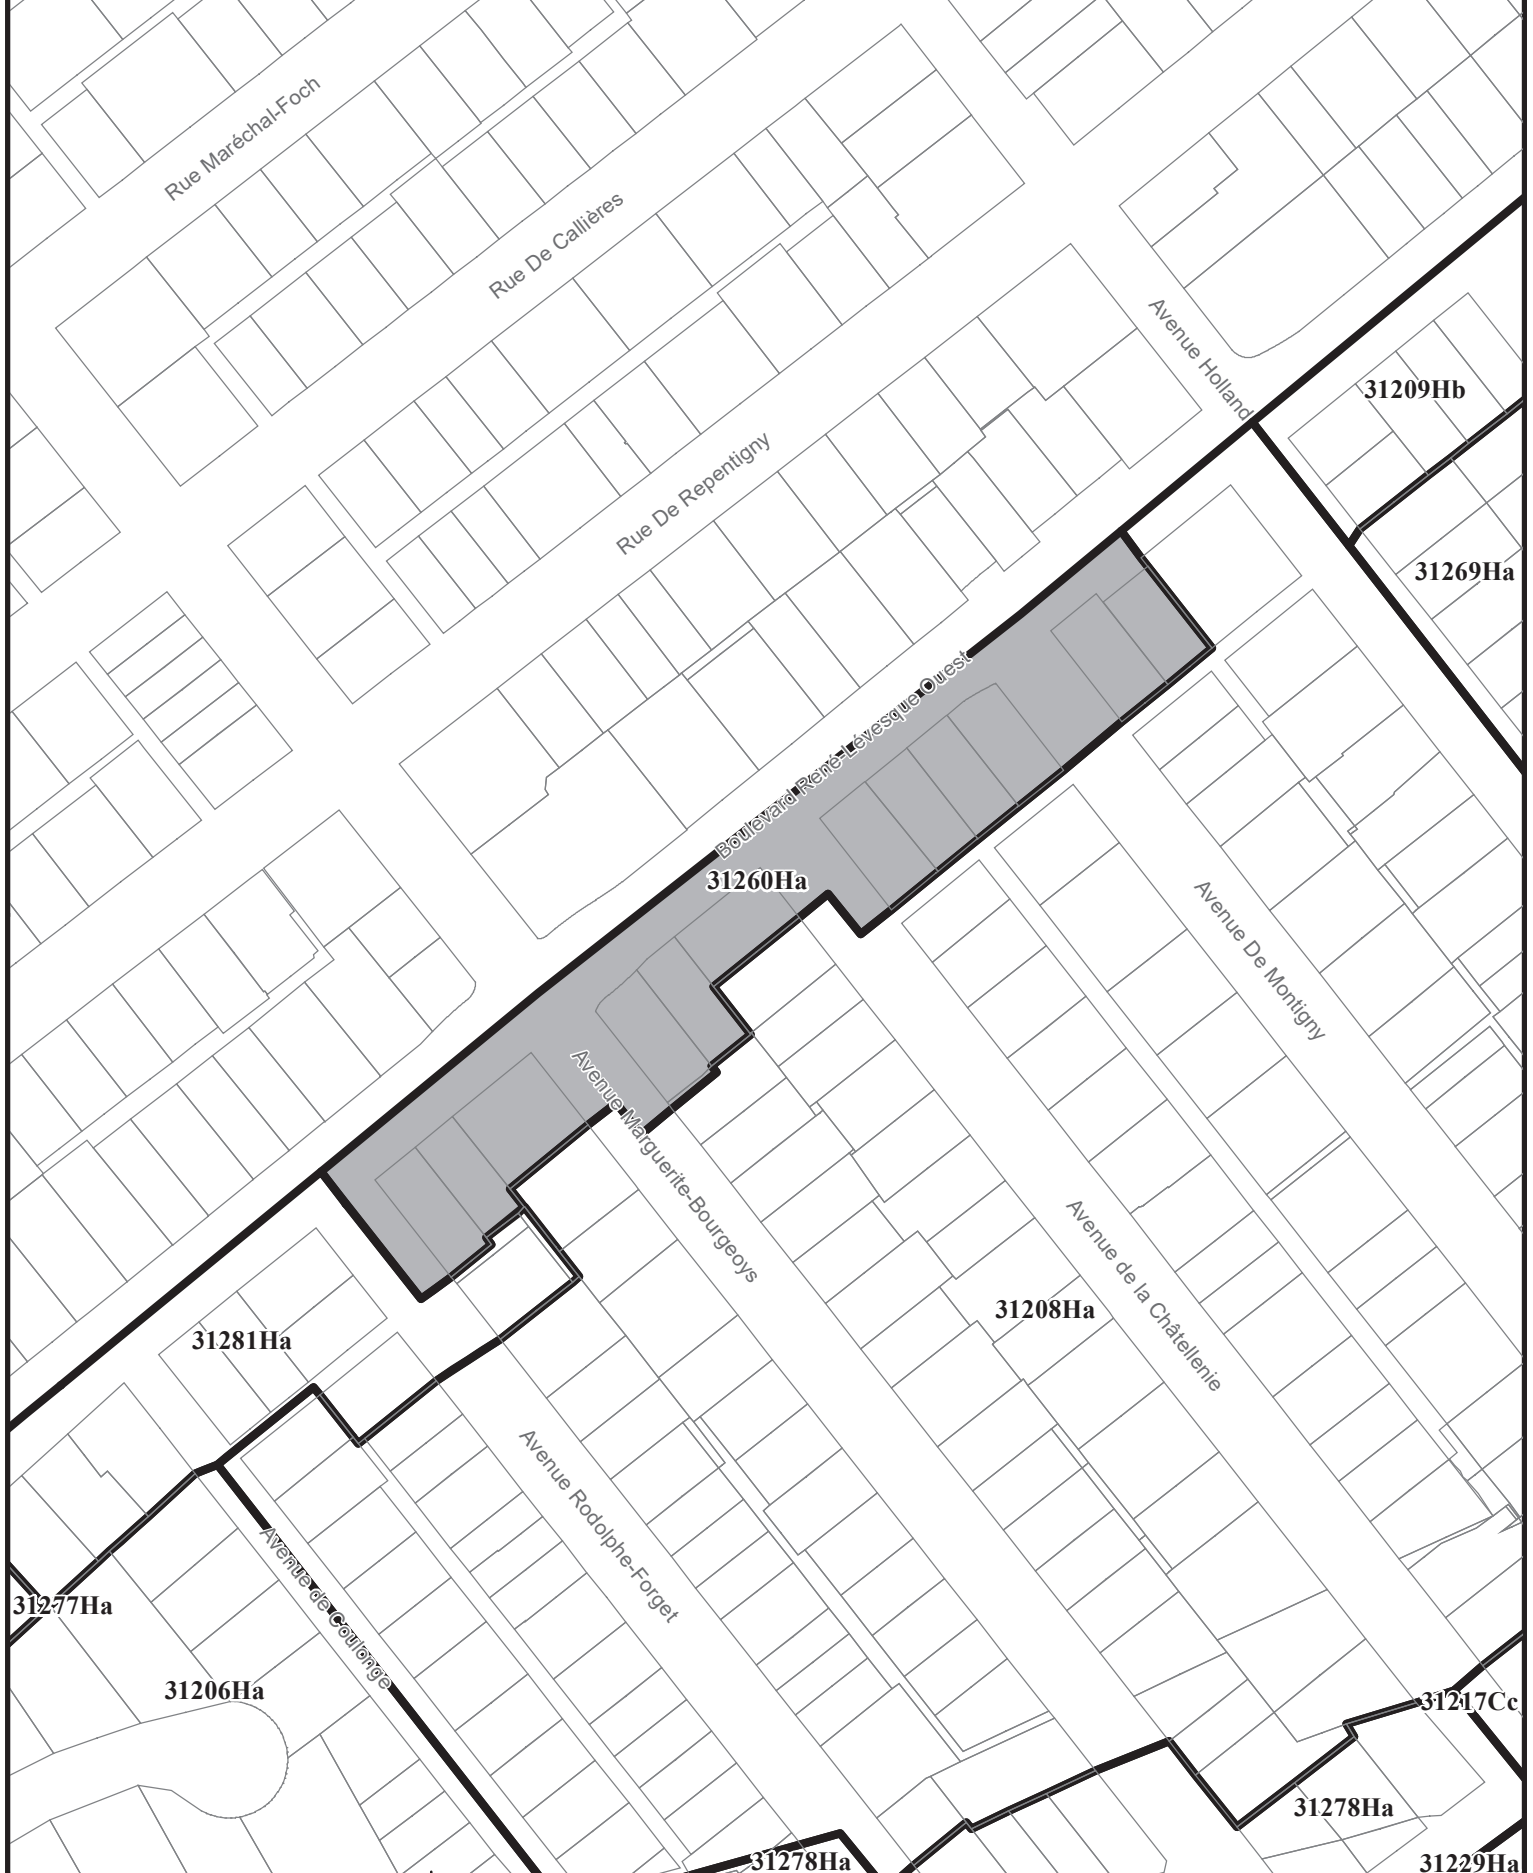 Rue Maréchal-Foch
Rue De Callières
Avenue Holland
31209Hb
Rue De Repentigny
31269Ha
Boulevard René-Lévesque Ouest
31260Ha
Avenue De Montigny
Avenue Marguerite-Bourgeoys
Avenue de la Châtellenie
31208Ha
31281Ha
Avenue Rodolphe-Forget
Avenue de Coulonge
31277Ha
31206Ha
31217Cc
31278Ha
31278Ha
31229Ha